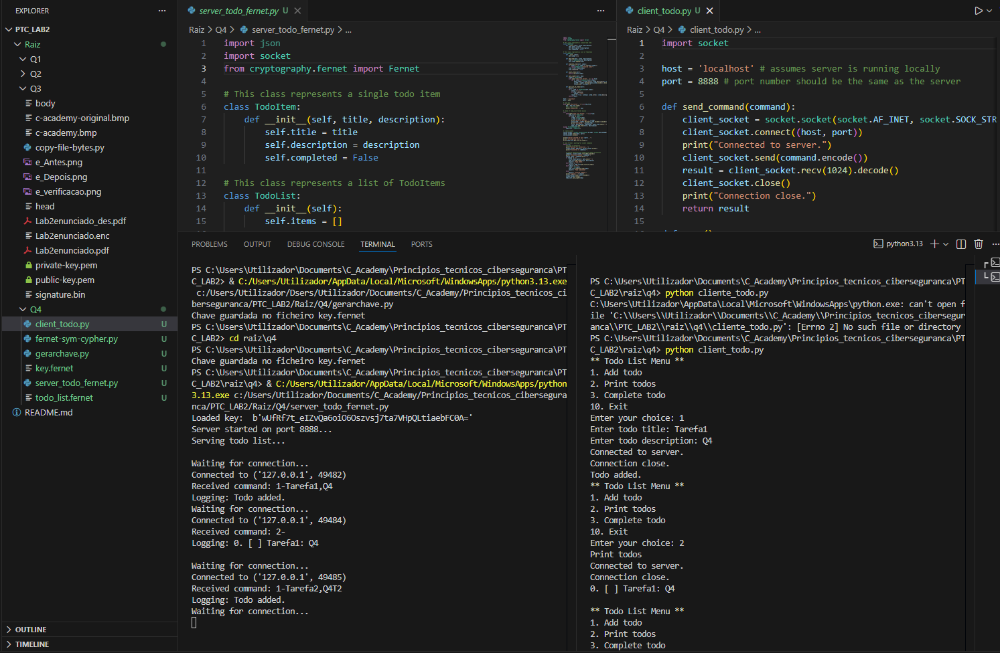 EXPLORER
PTC_LAB2
Raiz
Q1
Q2
Q3
body
c-academy-original.bmp
c-academy.bmp
copy-file-bytes.py
e_Antes.png
e_Depois.png
e_verificacao.png
head
Lab2enunciado_des.pdf
Lab2enunciado.enc
Lab2enunciado.pdf
private-key.pem
public-key.pem
signature.bin
Q4
client_todo.py U
fernet-sym-cypher.py U
gerarchave.py U
key.fernet U
server_todo_fernet.py U
todo_list.fernet U
README.md
OUTLINE
TIMELINE
server_todo_fernet.py U
Raiz > Q4 > server_todo_fernet.py > ...
1 import json
2 import socket
3 from cryptography.fernet import Fernet
4
5 # This class represents a single todo item
6 class TodoItem:
7 def __init__(self, title, description):
8 self.title = title
9 self.description = description
10 self.completed = False
11
12 # This class represents a list of TodoItems
13 class TodoList:
14 def __init__(self):
15 self.items = []
client_todo.py U
Raiz > Q4 > client_todo.py > ...
1 import socket
2
3 host = 'localhost' # assumes server is running locally
4 port = 8888 # port number should be the same as the server
5
6 def send_command(command):
7 client_socket = socket.socket(socket.AF_INET, socket.SOCK_STR
8 client_socket.connect((host, port))
9 print("Connected to server.")
10 client_socket.send(command.encode())
11 result = client_socket.recv(1024).decode()
12 client_socket.close()
13 print("Connection close.")
14 return result
15
PROBLEMS OUTPUT DEBUG CONSOLE TERMINAL PORTS
python3.13
PS C:\Users\Utilizador\Documents\C_Academy\Principios_tecnicos_ciberseguranca\PT
C_LAB2> & C:/Users/Utilizador/AppData/Local/Microsoft/WindowsApps/python3.13.exe
c:/Users/Utilizador/Dsers/Utilizador/Documents/C_Academy/Principios_tecnicos_ci
berseguranca/PTC_LAB2/Raiz/Q4/gerarchave.py
Chave guardada no ficheiro key.fernet
PS C:\Users\Utilizador\Documents\C_Academy\Principios_tecnicos_ciberseguranca\PT
C_LAB2> cd raiz\q4
PS C:\Users\Utilizador\Documents\C_Academy\Principios_tecnicos_ciberseguranca\PT
Chave guardada no ficheiro key.fernet
PS C:\Users\Utilizador\Documents\C_Academy\Principios_tecnicos_ciberseguranca\PT
C_LAB2\raiz\q4> & C:/Users/Utilizador/AppData/Local/Microsoft/WindowsApps/python
3.13.exe c:/Users/Utilizador/Documents/C_Academy/Principios_tecnicos_cibersegura
nca/PTC_LAB2/Raiz/Q4/server_todo_fernet.py
Loaded key: b'wUfRf7t_eIZvQa6oiO6Oszvsj7ta7VHpQLtiaebFC0A='
Server started on port 8888...
Serving todo list...

Waiting for connection...
Connected to ('127.0.0.1', 49482)
Received command: 1-Tarefa1,Q4
Logging: Todo added.
Waiting for connection...
Connected to ('127.0.0.1', 49484)
Received command: 2-
Logging: 0. [ ] Tarefa1: Q4

Waiting for connection...
Connected to ('127.0.0.1', 49485)
Received command: 1-Tarefa2,Q4T2
Logging: Todo added.
Waiting for connection...
PS C:\Users\Utilizador\Documents\C_Academy\Principios_tecnicos_ciberseguranca\PT
C_LAB2\raiz\q4> python cliente_todo.py
C:\Users\Utilizador\AppData\Local\Microsoft\WindowsApps\python.exe: can't open f
ile 'C:\\Users\\Utilizador\\Documents\\C_Academy\\Principios_tecnicos_cibersegur
anca\\PTC_LAB2\\raiz\\q4\\cliente_todo.py': [Errno 2] No such file or directory
PS C:\Users\Utilizador\Documents\C_Academy\Principios_tecnicos_ciberseguranca\PT
C_LAB2\raiz\q4> python client_todo.py
** Todo List Menu **
1. Add todo
2. Print todos
3. Complete todo
10. Exit
Enter your choice: 1
Enter todo title: Tarefa1
Enter todo description: Q4
Connected to server.
Connection close.
Todo added.
** Todo List Menu **
1. Add todo
2. Print todos
3. Complete todo
10. Exit
Enter your choice: 2
Print todos
Connected to server.
Connection close.
0. [ ] Tarefa1: Q4

** Todo List Menu **
1. Add todo
2. Print todos
3. Complete todo